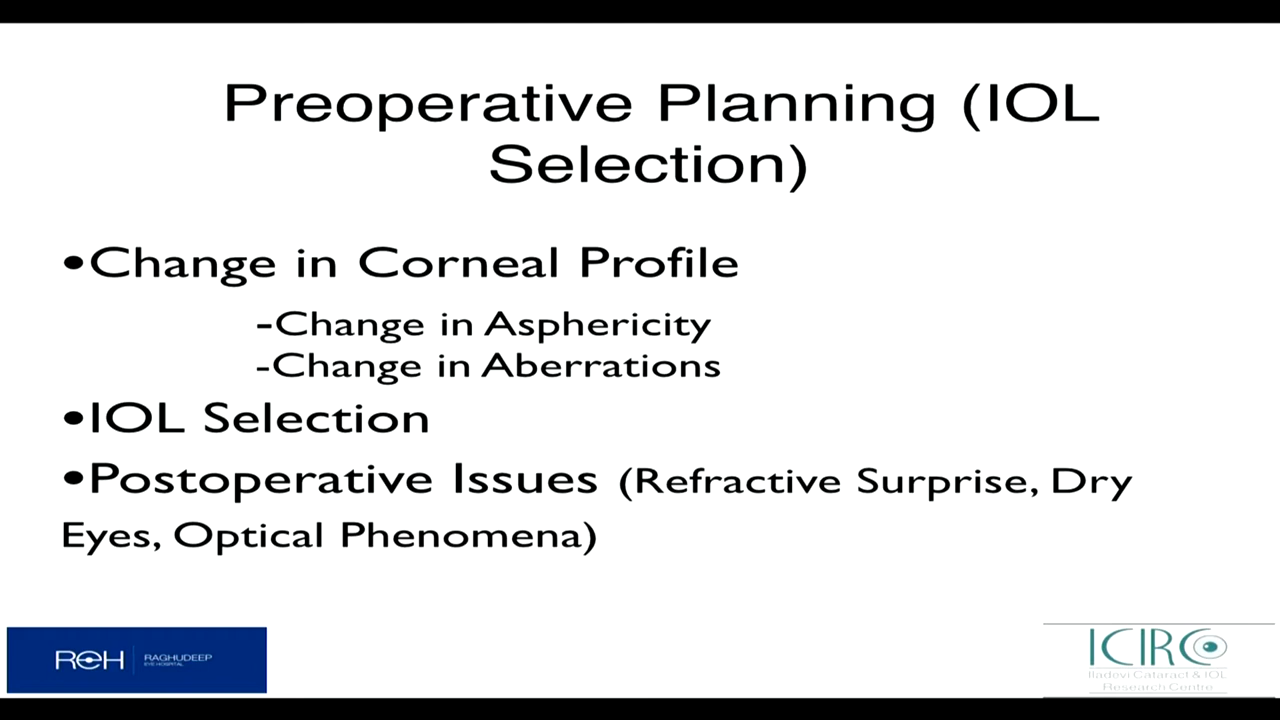 Preoperative Planning (IOL
Selection)
•Change in Corneal Profile
-Change in Asphericity
-Change in Aberrations
•IOL Selection
•Postoperative Issues (Refractive Surprise, Dry
Eyes, Optical Phenomena)
REH RAGHUDEEP
EYE HOSPITAL
ICIRC
Iladevi Cataract & IOL
Research Centre